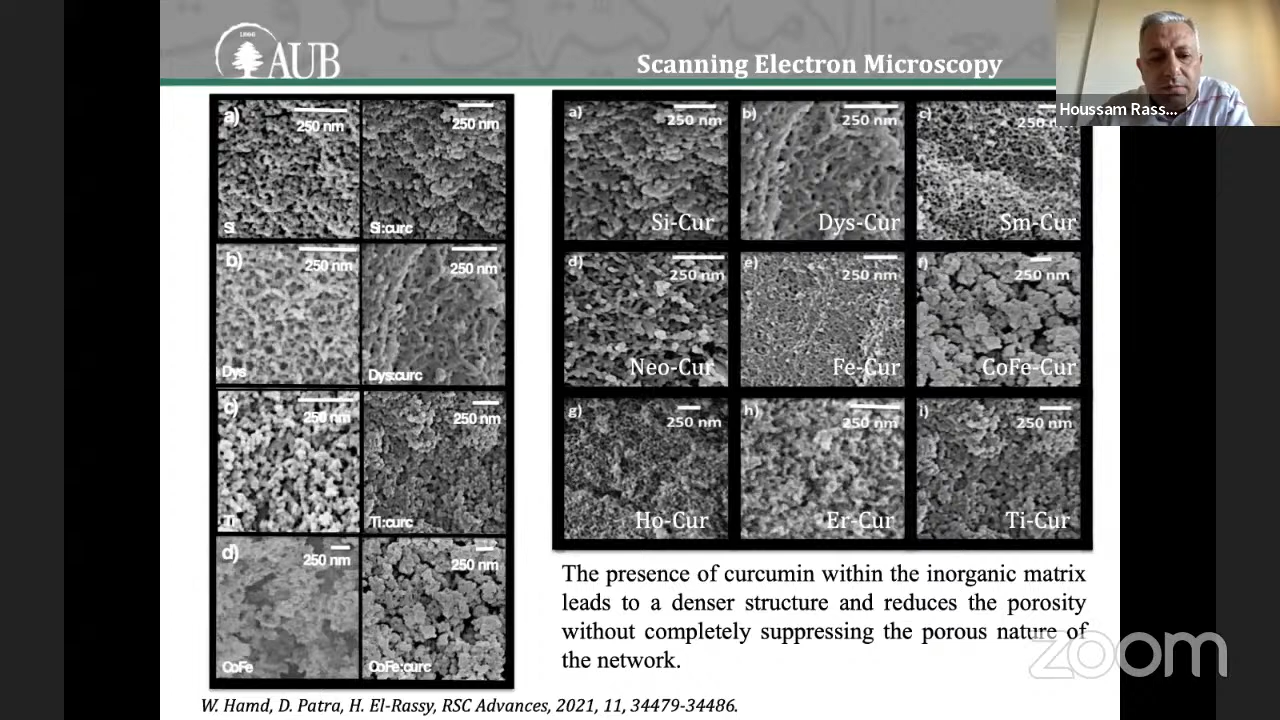 1866
AUB
Scanning Electron Microscopy
Houssam Rass...
a)
250 nm
Si
250 nm
Si:curc
b)
250 nm
Dys
250 nm
Dys:curc
c)
250 nm
Ti
250 nm
Ti:curc
d)
250 nm
CoFe
250 nm
CoFe:curc
a)
250 nm
Si-Cur
b)
250 nm
Dys-Cur
c)
250
Sm-Cur
d)
250 nm
Neo-Cur
e)
250 nm
Fe-Cur
f)
250 nm
CoFe-Cur
g)
250 nm
Ho-Cur
h)
250 nm
Er-Cur
i)
250 nm
Ti-Cur
The presence of curcumin within the inorganic matrix
leads to a denser structure and reduces the porosity
without completely suppressing the porous nature of
the network.
zoom
W. Hamd, D. Patra, H. El-Rassy, RSC Advances, 2021, 11, 34479-34486.